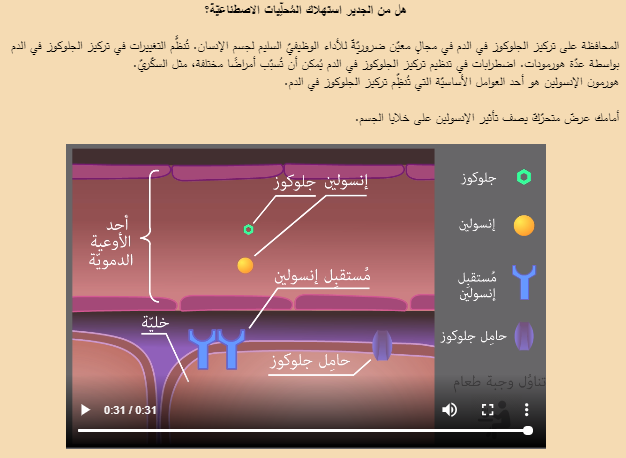 هل من الجدير استهلاك المُحلِّيات الاصطناعيّة؟
المحافظة على تركيز الجلوكوز في الدم في مجالٍ معيّن ضروريّةٌ للأداء الوظيفيّ السليم لجسم الإنسان. تُنظَّم التغييرات في تركيز الجلوكوز في الدم
بواسطة عدّة هورمونات. اضطرابات في تنظيم تركيز الجلوكوز في الدم يُمكن أن تُسبّب أمراضًا مختلفة، مثل السكّريّ.
هورمون الإنسولين هو أحد العوامل الأساسيّة التي تُنظِّم تركيز الجلوكوز في الدم.
أمامك عرضٌ متحرّكٌ يصف تأثير الإنسولين على خلايا الجسم.
جلوكوز
إنسولين
مُستقبِل
إنسولين
حامِل جلوكوز
تناوُل وجبة طعام
إنسولين
جلوكوز
أحد
الأوعية
الدمويّة
مُستقبِل إنسولين
خليّة
حامِل جلوكوز
0:31 / 0:31